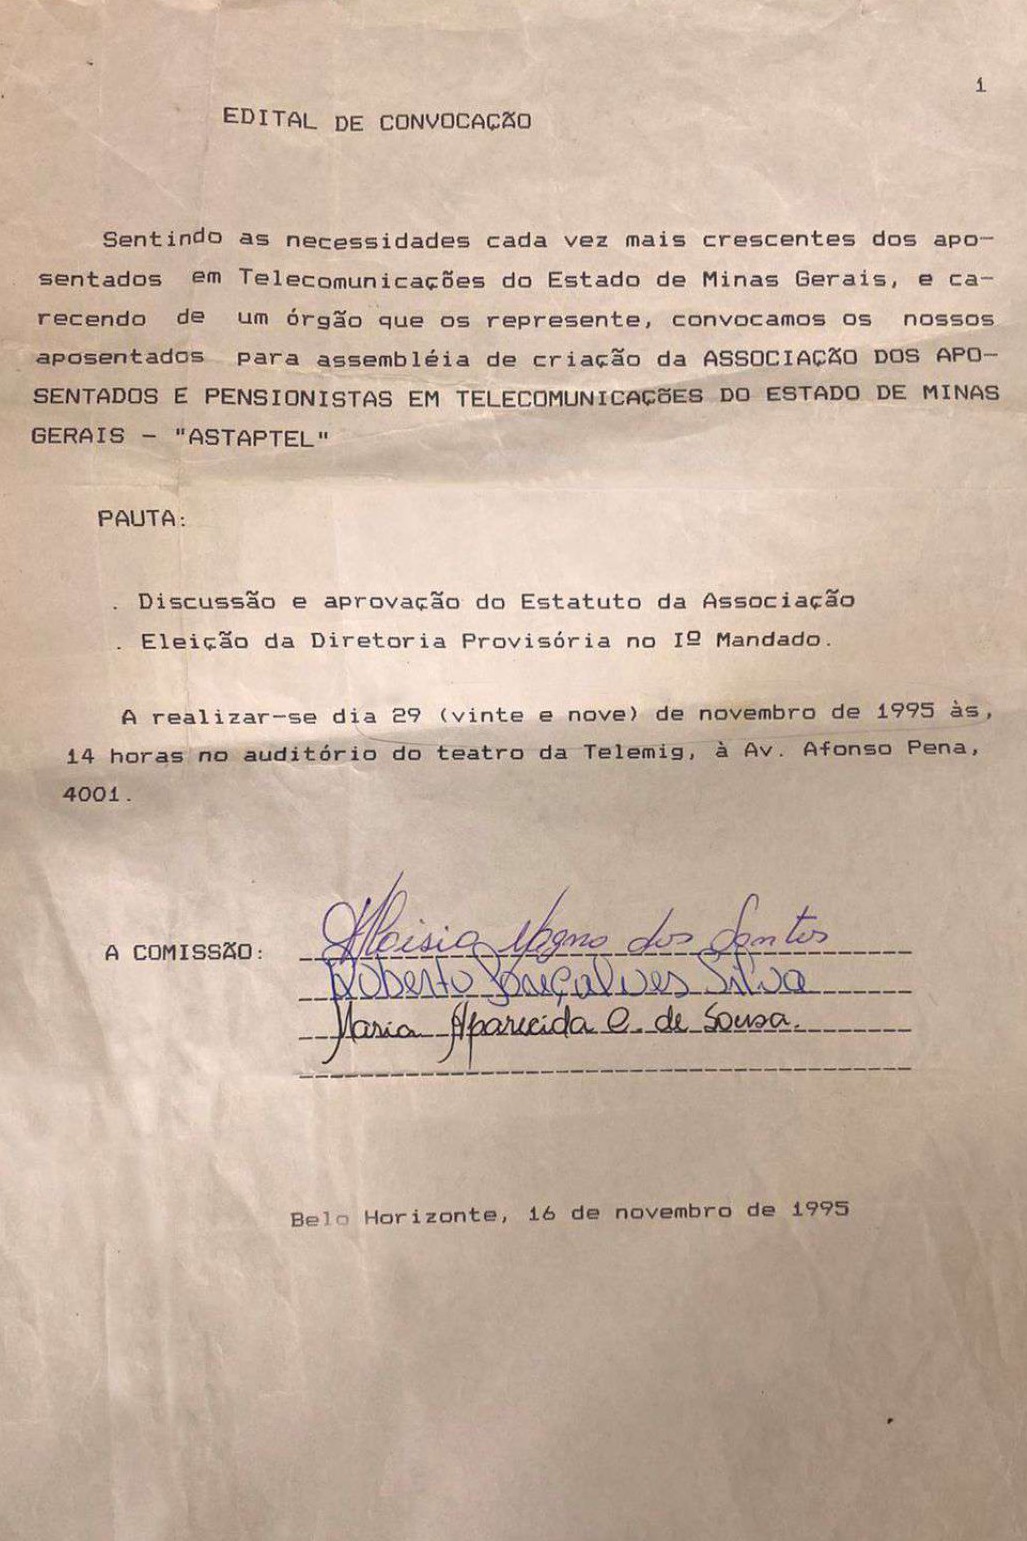 1
EDITAL DE CONVOCAÇÃO
Sentindo as necessidades cada vez mais crescentes dos apo-
sentados em Telecomunicações do Estado de Minas Gerais, e ca-
recendo de um órgão que os represente, convocamos os nossos
aposentados para assembléia de criação da ASSOCIAÇÃO DOS APO-
SENTADOS E PENSIONISTAS EM TELECOMUNICAÇÕES DO ESTADO DE MINAS
GERAIS - "ASTAPTEL"
PAUTA:
. Discussão e aprovação do Estatuto da Associação
. Eleição da Diretoria Provisória no Iº Mandado.
A realizar-se dia 29 (vinte e nove) de novembro de 1995 às,
14 horas no auditório do teatro da Telemig, à Av. Afonso Pena,
4001.
A COMISSÃO: Aloisio Magno dos Santos
Roberto Gonçalves Silva
Maria Aparecida C. de Sousa.
Belo Horizonte, 16 de novembro de 1995